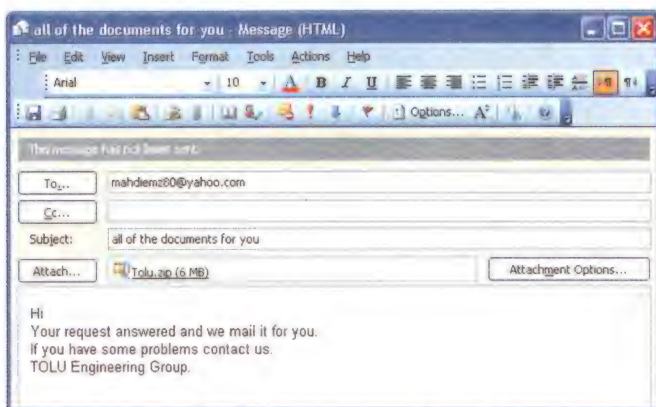 all of the documents for you - Message (HTML)
File Edit View Insert Format Tools Actions Help
Arial 10 A B I U
Options... A
This message has not been sent.
To... mahdiemz80@yahoo.com
Cc...
Subject: all of the documents for you
Attach... Tolu.zip (6 MB) Attachment Options...
Hi
Your request answered and we mail it for you.
If you have some problems contact us.
TOLU Engineering Group.